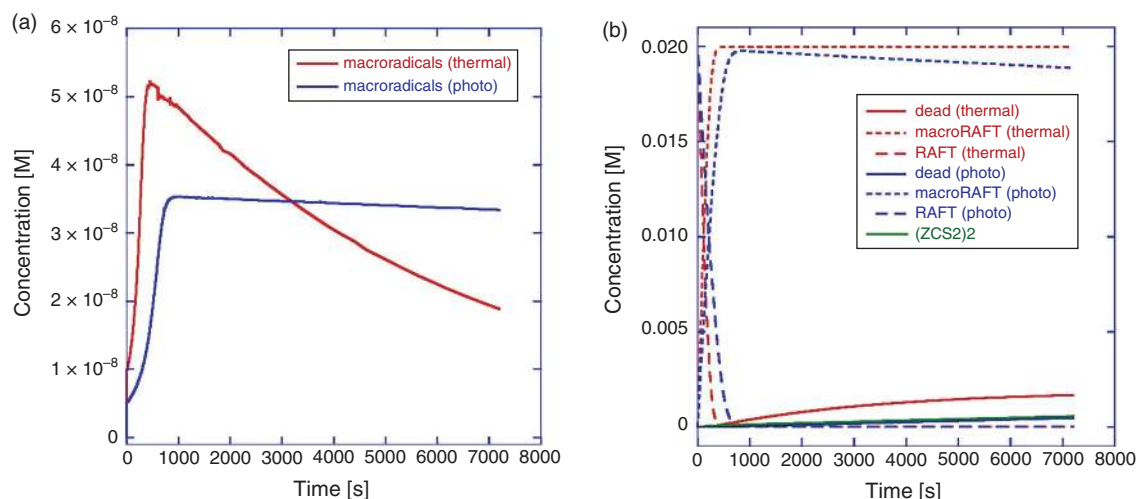 (a)
6 × 10⁻⁸
5 × 10⁻⁸
4 × 10⁻⁸
3 × 10⁻⁸
2 × 10⁻⁸
1 × 10⁻⁸
0
Concentration [M]
macroradicals (thermal)
macroradicals (photo)
0 1000 2000 3000 4000 5000 6000 7000 8000
Time [s]
(b)
0.020
0.015
0.010
0.005
0
Concentration [M]
dead (thermal)
macroRAFT (thermal)
RAFT (thermal)
dead (photo)
macroRAFT (photo)
RAFT (photo)
(ZCS2)2
0 1000 2000 3000 4000 5000 6000 7000 8000
Time [s]